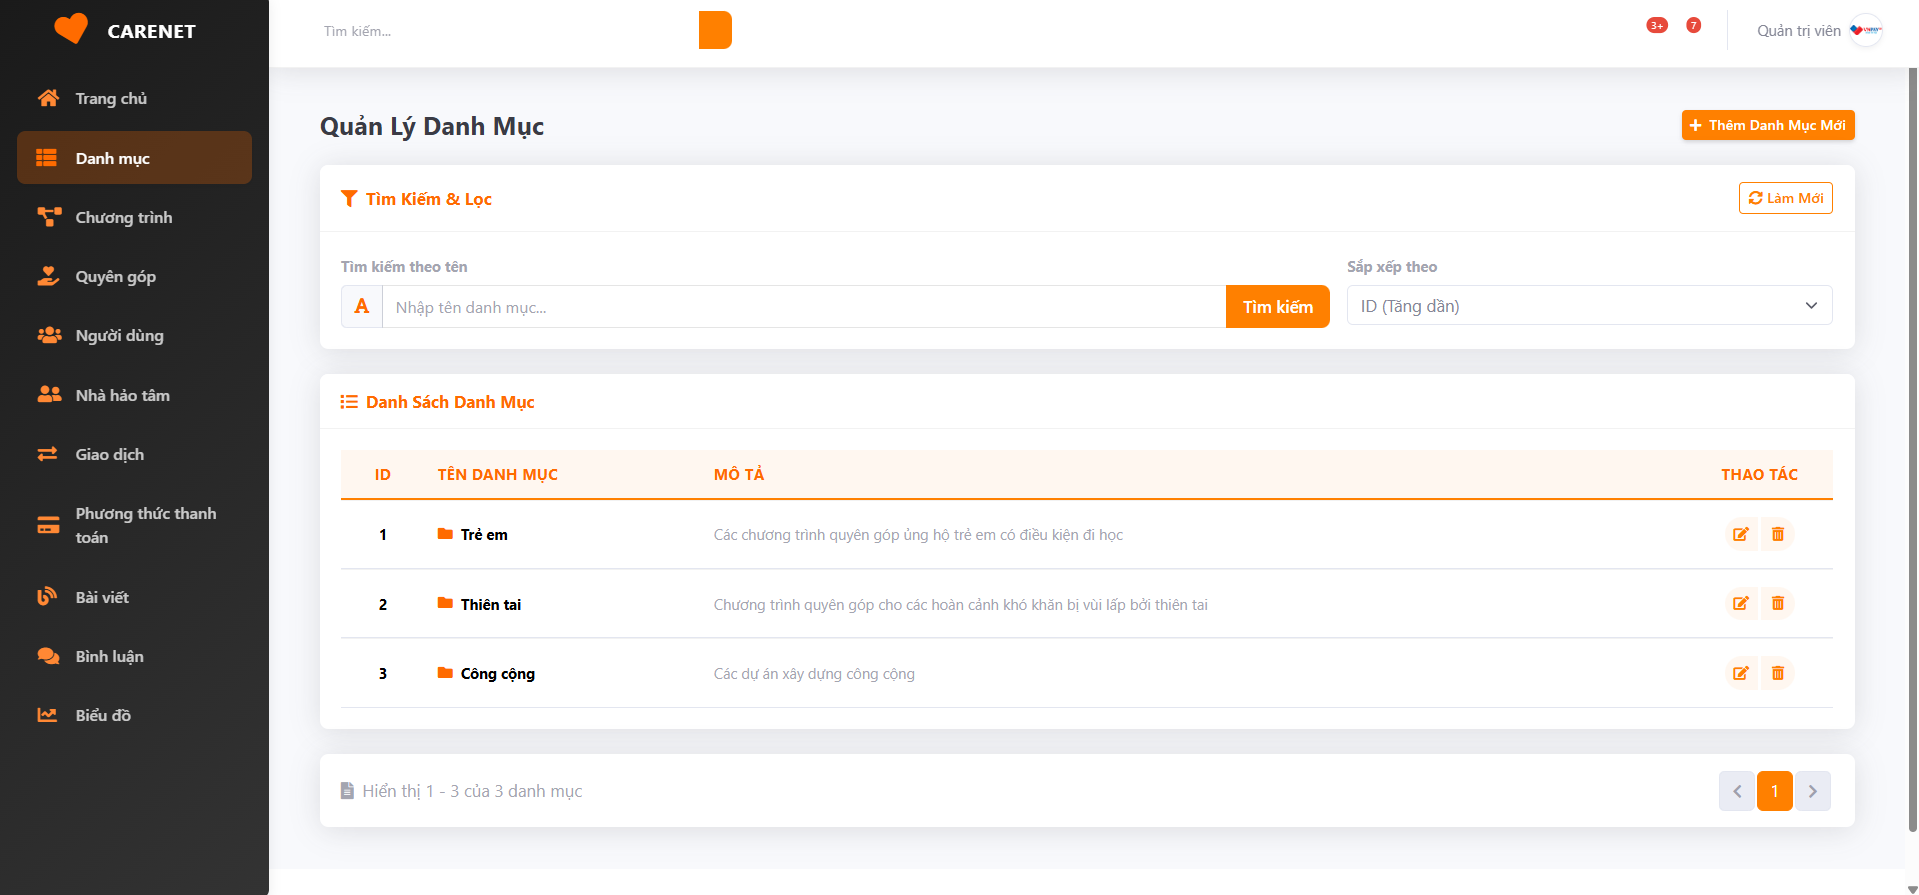 CARENET
Trang chủ
Danh mục
Chương trình
Quyên góp
Người dùng
Nhà hảo tâm
Giao dịch
Phương thức thanh
toán
Bài viết
Bình luận
Biểu đồ
Tìm kiếm...
3+
7
Quản trị viên
Quản Lý Danh Mục
Thêm Danh Mục Mới
Tìm Kiếm & Lọc
Làm Mới
Tìm kiếm theo tên
Sắp xếp theo
A
Nhập tên danh mục...
Tìm kiếm
ID (Tăng dần)
Danh Sách Danh Mục
ID TÊN DANH MỤC MÔ TẢ THAO TÁC
1 Trẻ em Các chương trình quyên góp ủng hộ trẻ em có điều kiện đi học
2 Thiên tai Chương trình quyên góp cho các hoàn cảnh khó khăn bị vùi lấp bởi thiên tai
3 Công cộng Các dự án xây dựng công cộng
Hiển thị 1 - 3 của 3 danh mục
1